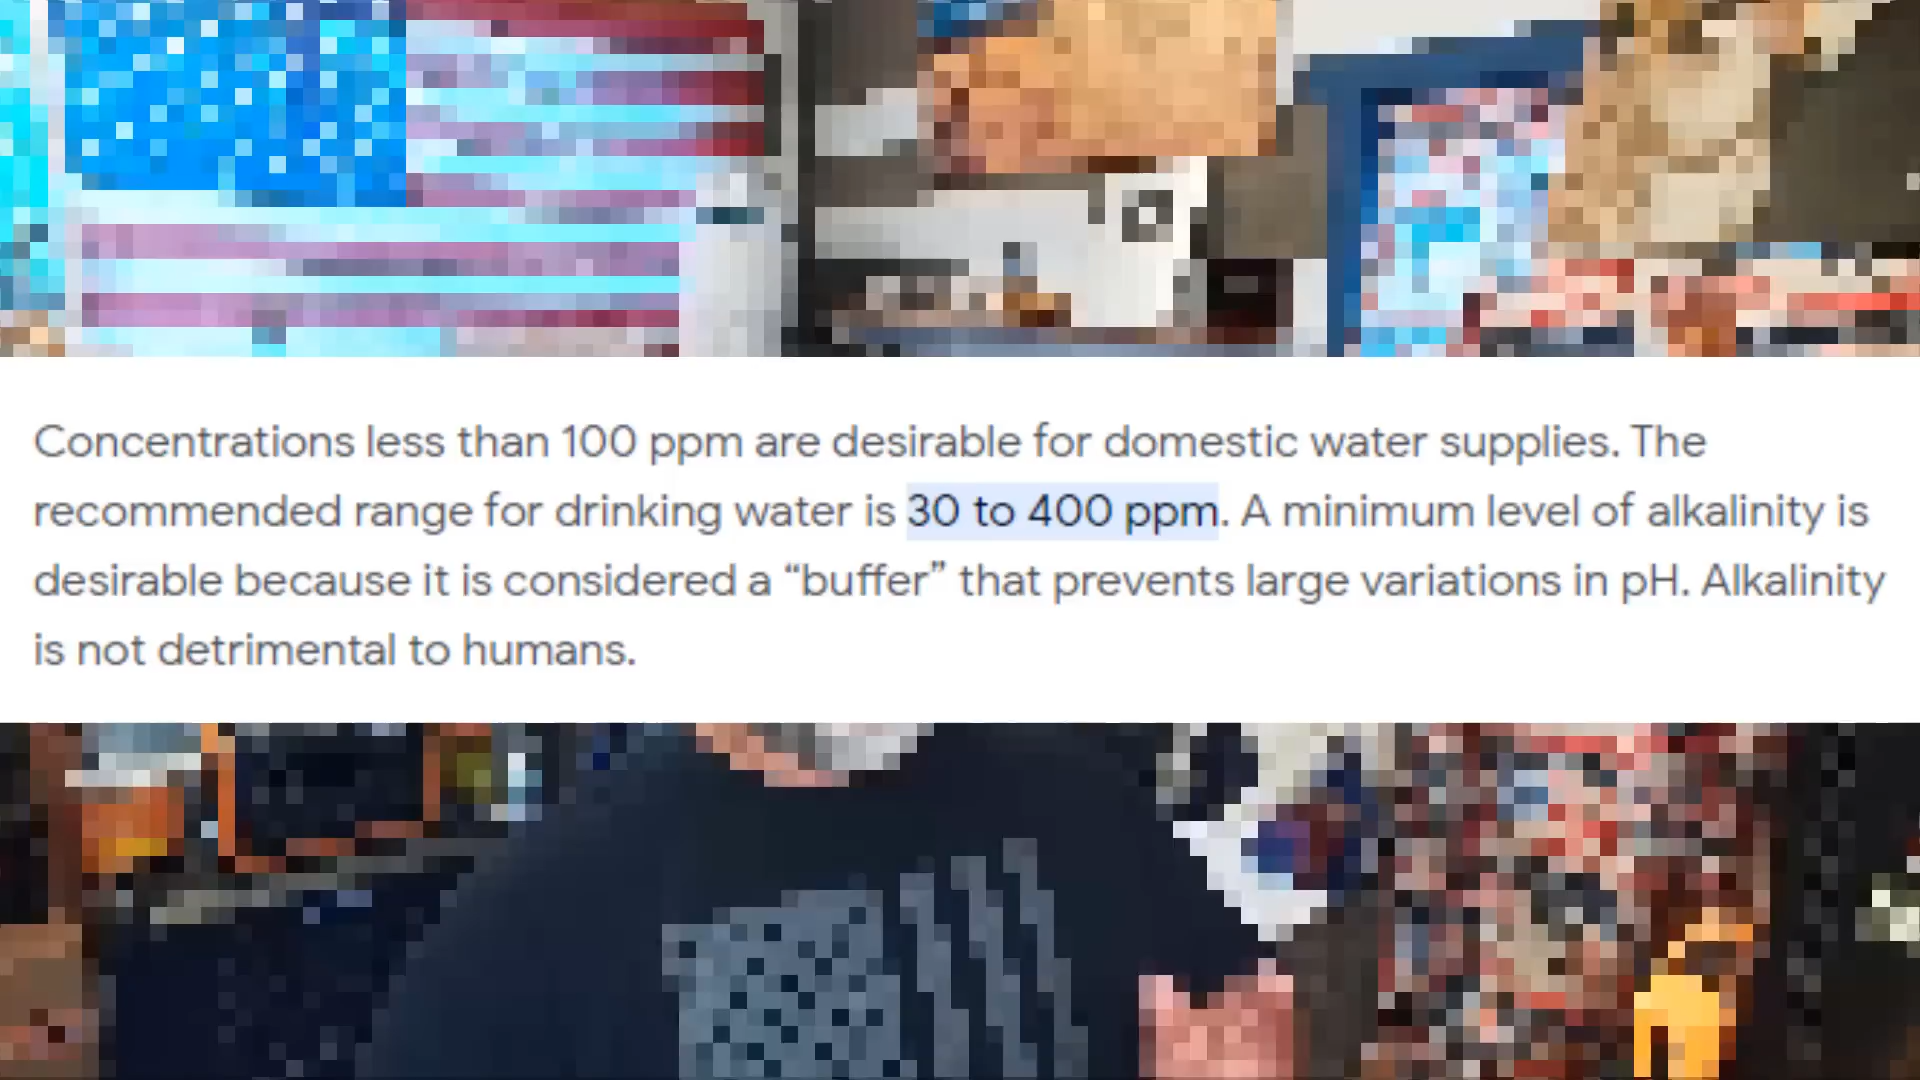 Concentrations less than 100 ppm are desirable for domestic water supplies. The
recommended range for drinking water is 30 to 400 ppm. A minimum level of alkalinity is
desirable because it is considered a “buffer” that prevents large variations in pH. Alkalinity
is not detrimental to humans.